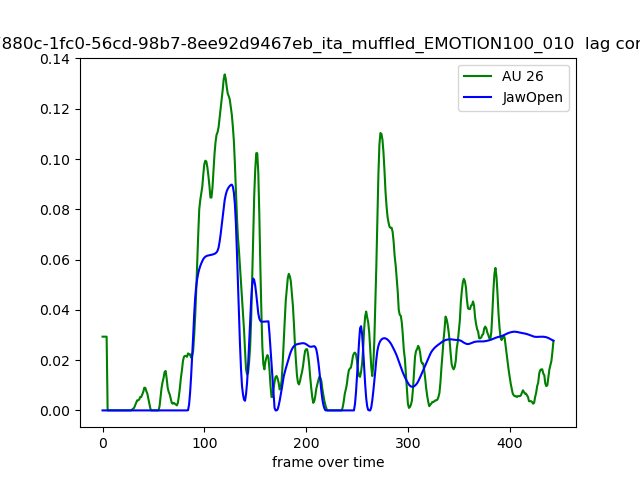 880c-1fc0-56cd-98b7-8ee92d9467eb_ita_muffled_EMOTION100_010 lag
0.14
AU 26
JawOpen
0.12
0.10
0.08
0.06
0.04
0.02
0.00
0 100 200 300 400
frame over time